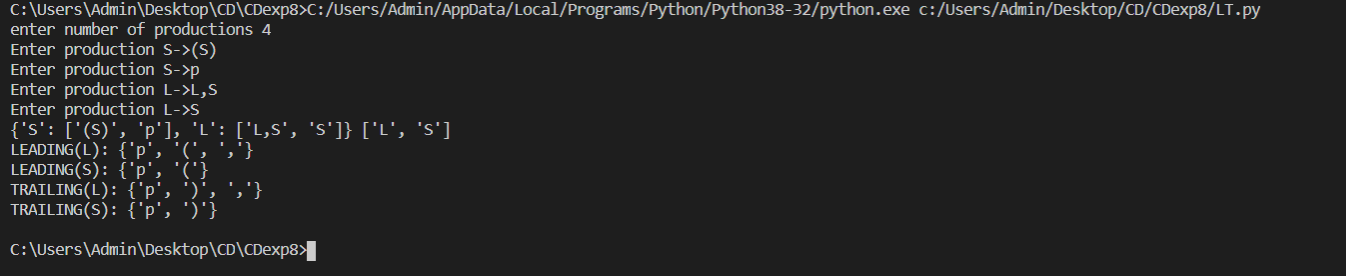 C:\Users\Admin\Desktop\CD\CDexp8>C:/Users/Admin/AppData/Local/Programs/Python/Python38-32/python.exe c:/Users/Admin/Desktop/CD/CDexp8/LT.py
enter number of productions 4
Enter production S->(S)
Enter production S->p
Enter production L->L,S
Enter production L->S
{'S': ['(S)', 'p'], 'L': ['L,S', 'S']} ['L', 'S']
LEADING(L): {'p', '(', ','}
LEADING(S): {'p', '('}
TRAILING(L): {'p', ')', ','}
TRAILING(S): {'p', ')'}
C:\Users\Admin\Desktop\CD\CDexp8>